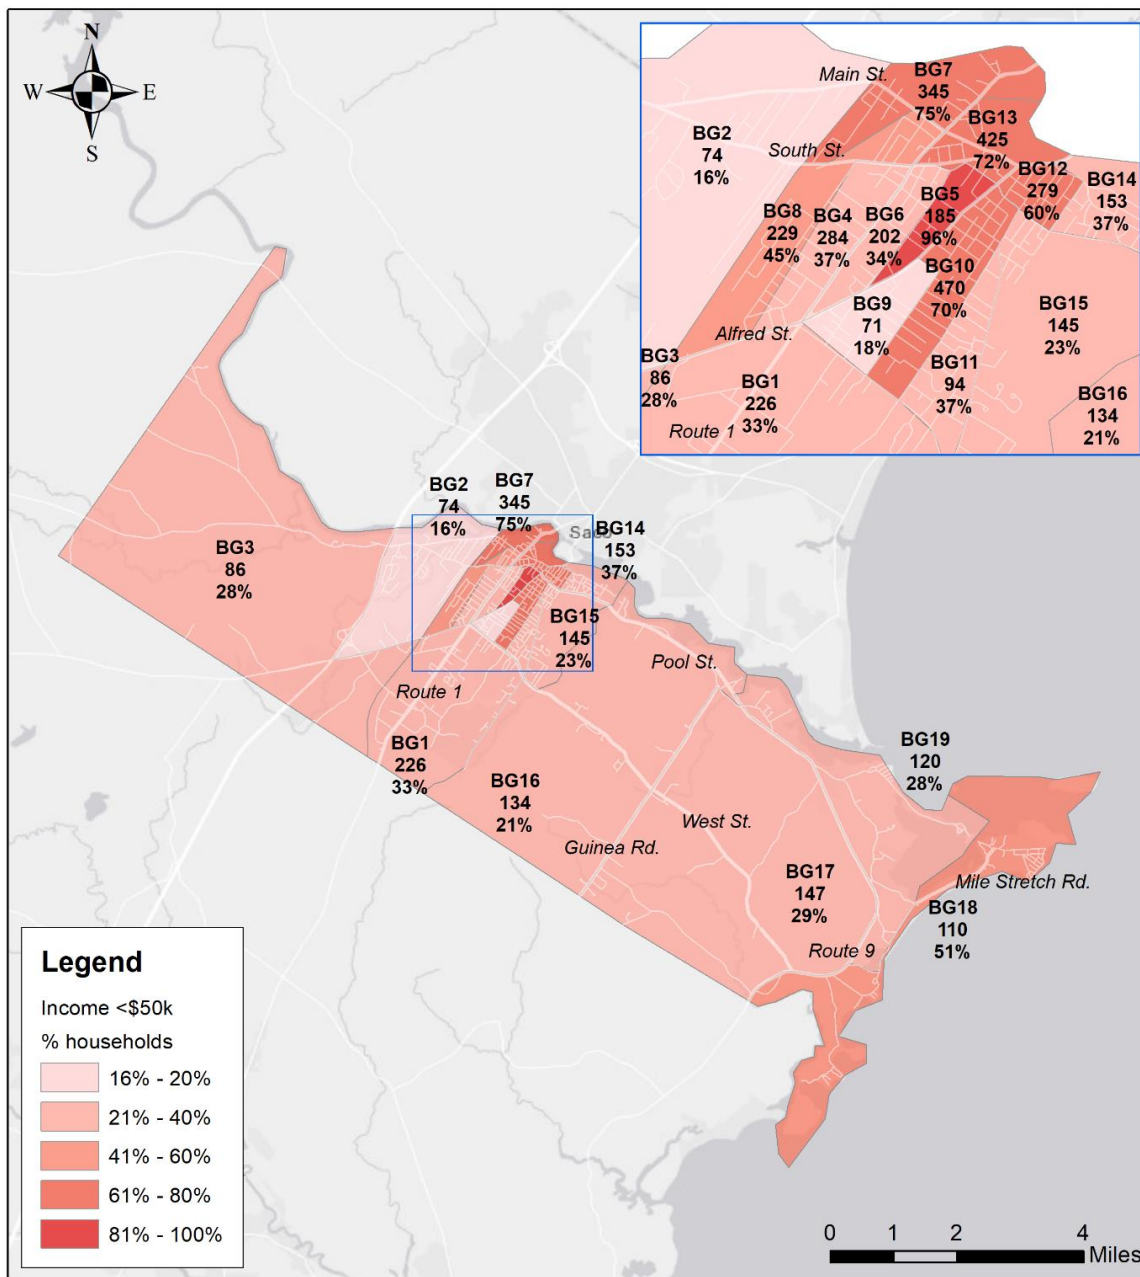 N
W
E
S
Main St.
BG7
345
75%
BG13
425
72%
BG2
74
16%
South St.
BG12
279
60%
BG14
153
37%
BG5
185
96%
BG8
229
45%
BG4
284
37%
BG6
202
34%
BG10
470
70%
BG15
145
23%
BG9
71
18%
Alfred St.
BG3
86
28%
BG1
226
33%
BG11
94
37%
BG16
134
21%
Route 1
BG2
74
16%
BG7
345
75%
Saco
BG14
153
37%
BG3
86
28%
BG15
145
23%
Pool St.
Route 1
BG1
226
33%
BG16
134
21%
BG19
120
28%
West St.
Guinea Rd.
BG17
147
29%
Mile Stretch Rd.
BG18
110
51%
Route 9
Legend
Income <$50k
% households
16% - 20%
21% - 40%
41% - 60%
61% - 80%
81% - 100%
0 1 2 4
Miles